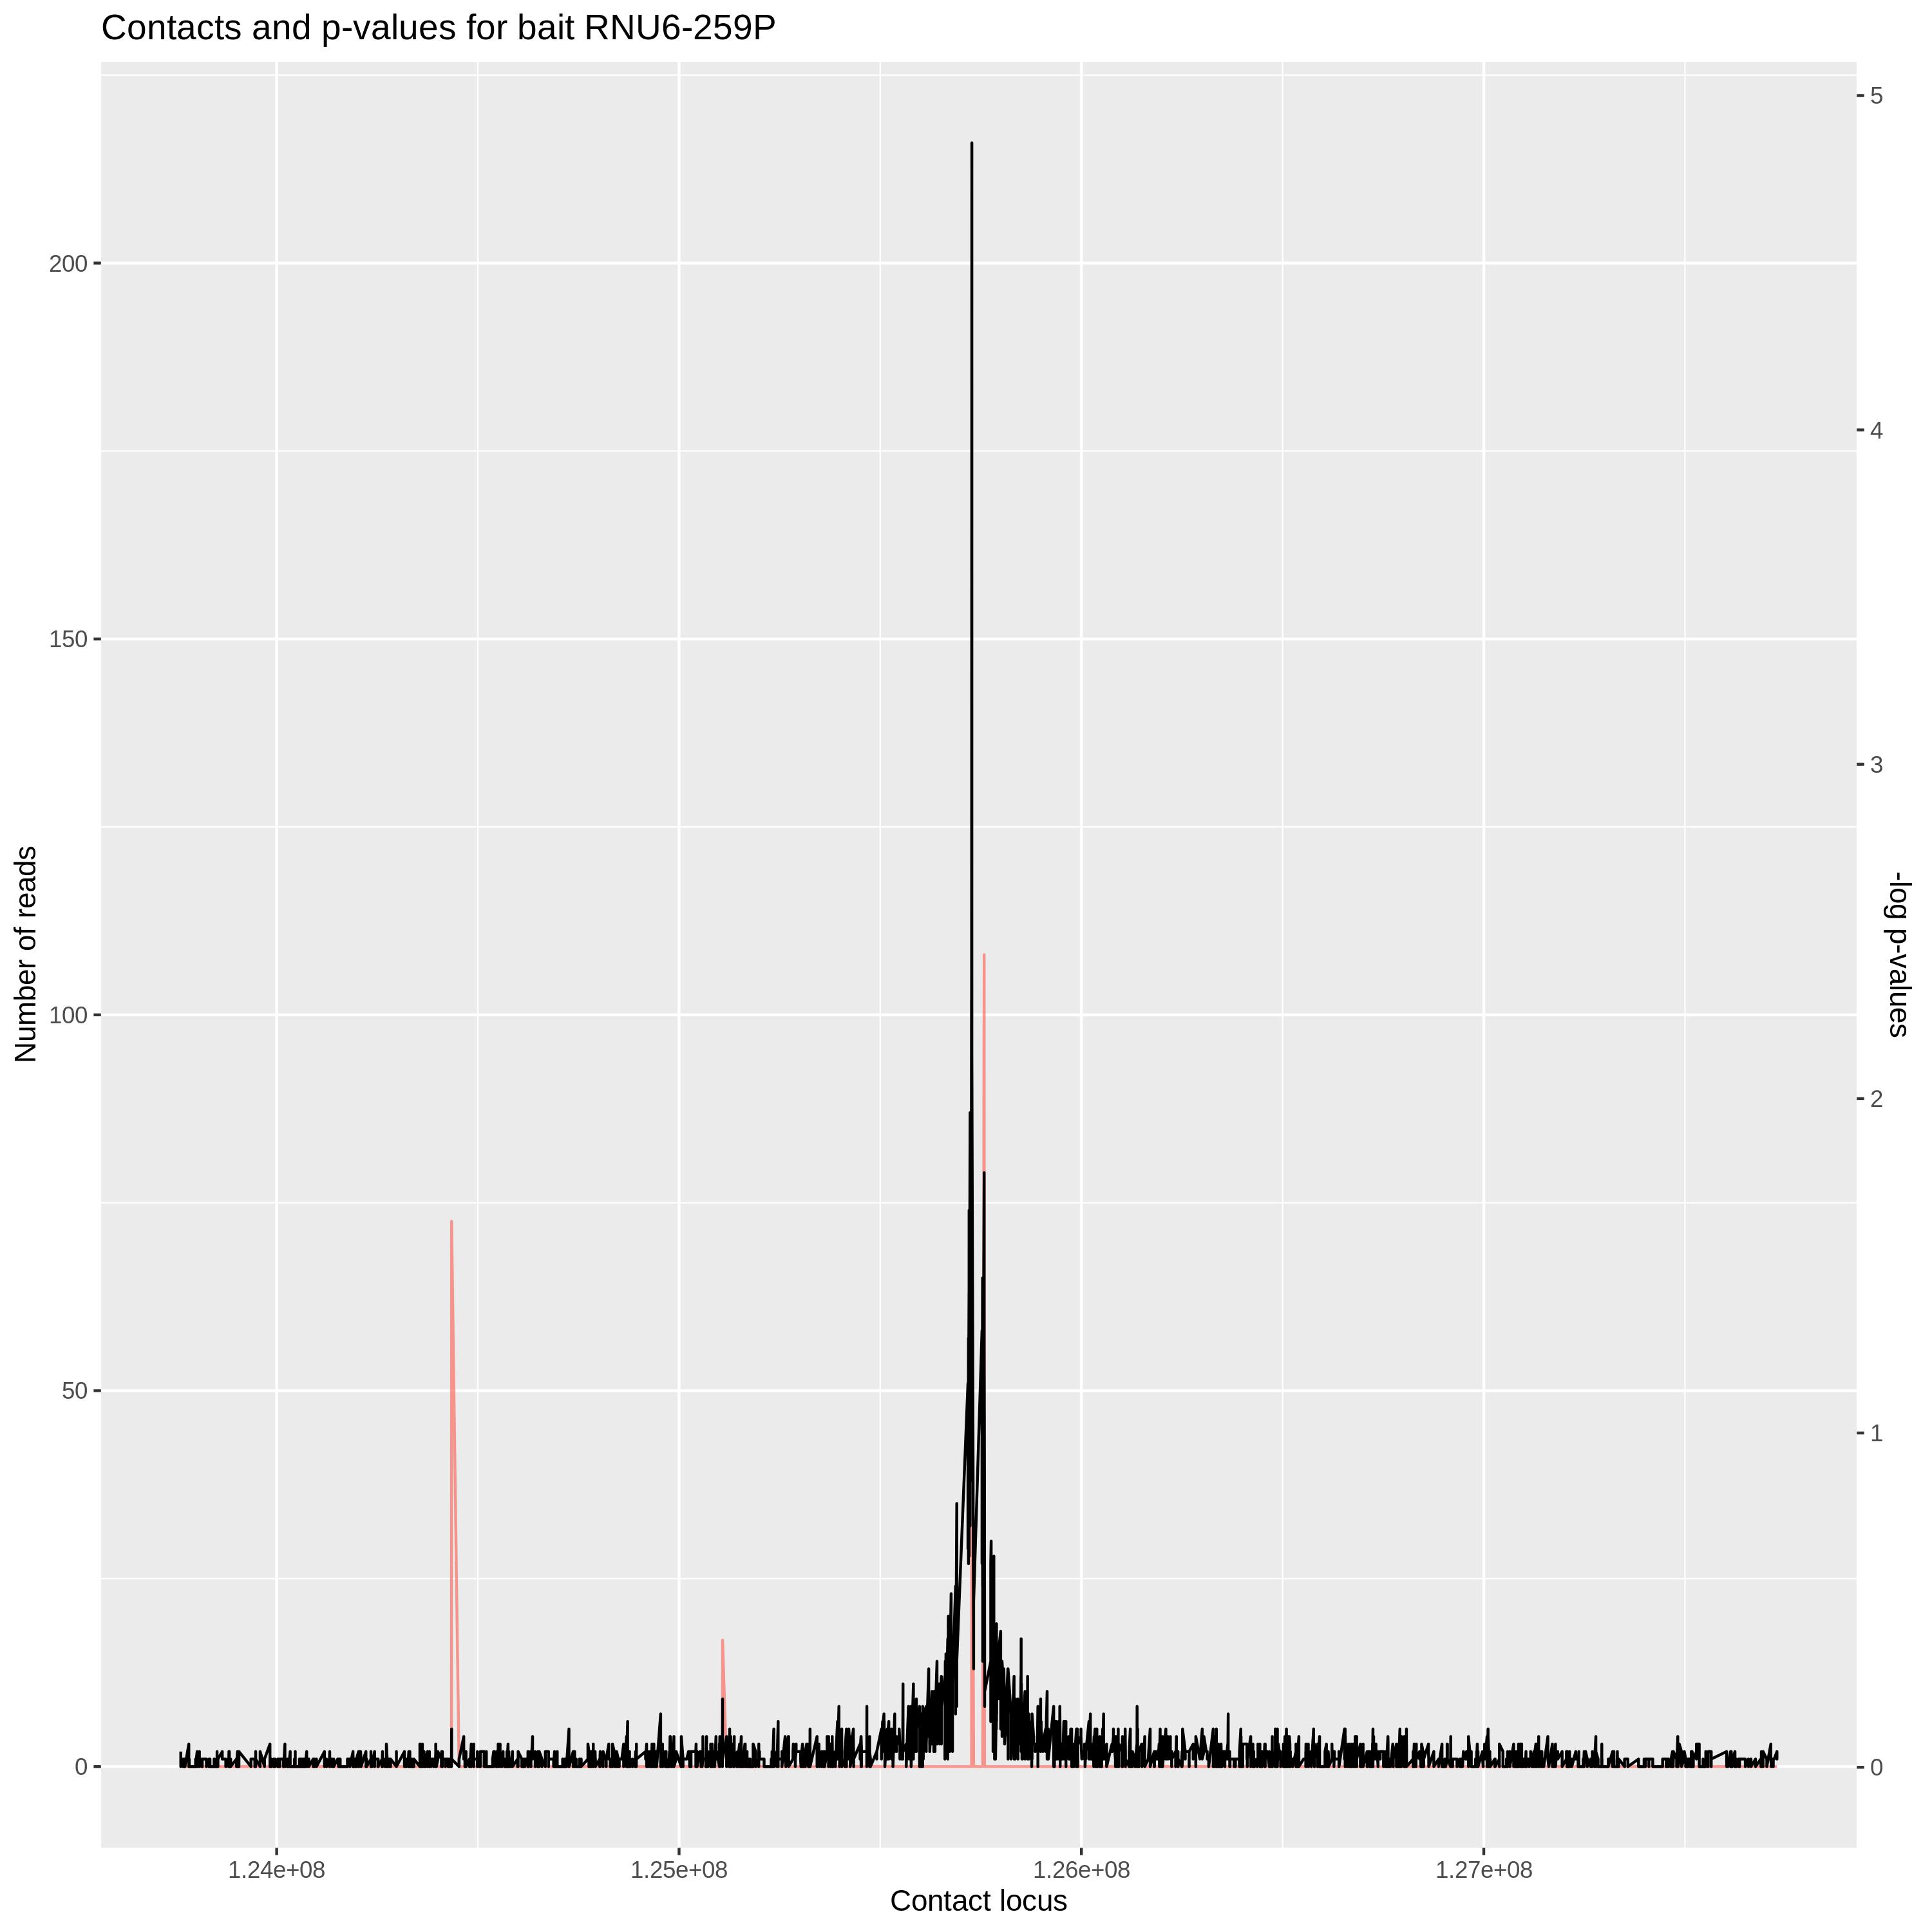 Contacts and p-values for bait RNU6-259P
Number of reads
200
150
100
50
0
5
4
3
2
1
0
-log p-values
1.24e+08
1.25e+08
1.26e+08
1.27e+08
Contact locus